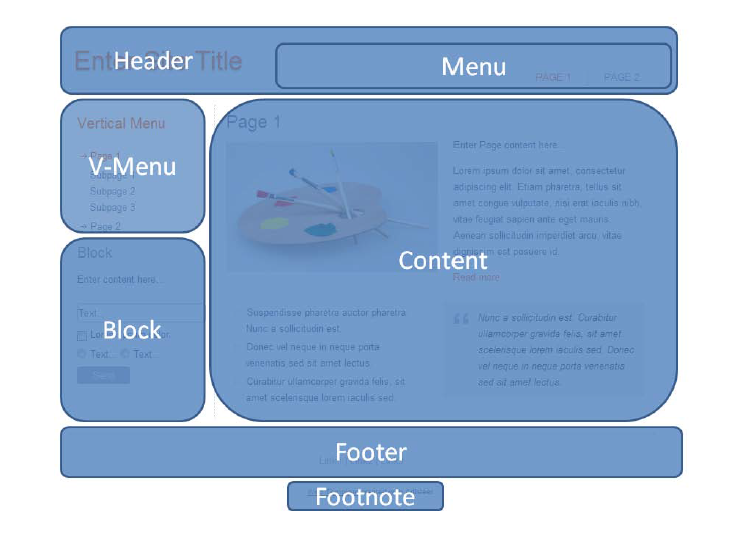 Enter Title
Header
Menu
PAGE 1 PAGE 2
Vertical Menu
Page 1
V-Menu
Subpage 1
Subpage 2
Subpage 3
Page 2
Block
Enter content here...
Text...
Block
Text... Text...
Page 1
Enter Page content here...
Lorem ipsum dolor sit amet, consectetur
adipiscing elit. Etiam pharetra, tellus sit
amet congue vulputate, nisi erat iaculis nibh,
vitae feugiat sapien ante eget mauris.
Aenean sollicitudin imperdiet arcu, vitae
dignissim est posuere id.
Content
Read more
Suspendisse pharetra auctor pharetra.
Nunc a sollicitudin est.
Donec vel neque in neque porta
venenatis sed sit amet lectus.
Curabitur ullamcorper gravida felis, sit
amet scelerisque lorem iaculis sed.
“ Nunc a sollicitudin est. Curabitur
ullamcorper gravida felis, sit amet
scelerisque lorem iaculis sed. Donec
vel neque in neque porta venenatis
sed sit amet lectus.
Footer
Footnote